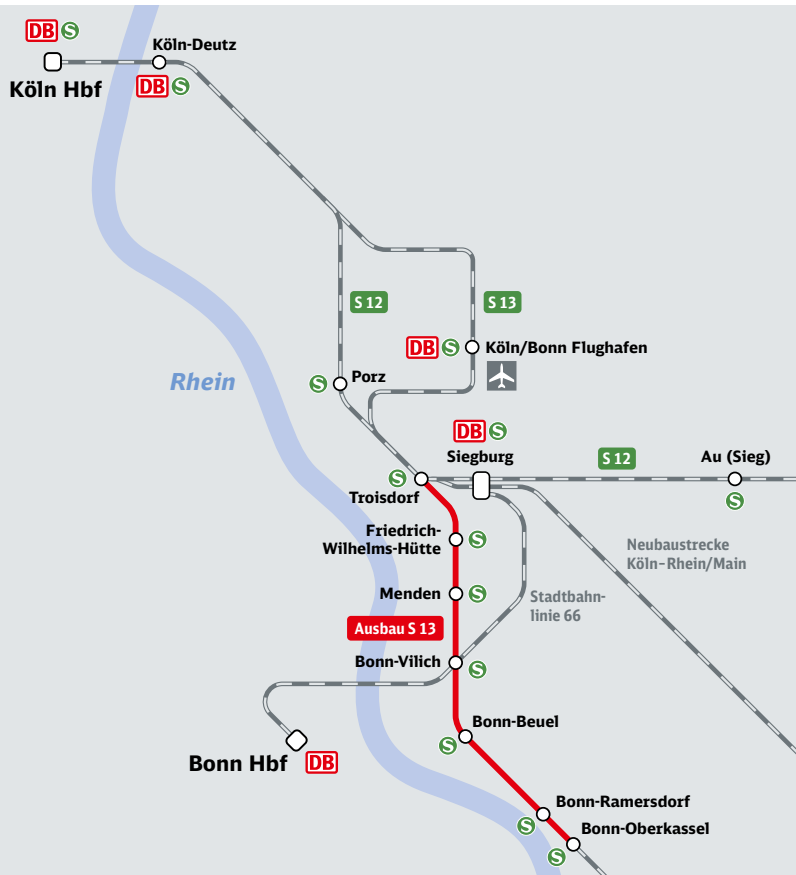 DB S
Köln-Deutz
Köln Hbf
DB S
S 12
S 13
DB S
Köln/Bonn Flughafen
S
Porz
Rhein
DB S
Siegburg
S 12
Au (Sieg)
S
Troisdorf
S
Friedrich-
Wilhelms-Hütte
S
Neubaustrecke
Köln–Rhein/Main
Menden
S
Stadtbahn-
linie 66
Ausbau S 13
Bonn-Vilich
S
Bonn-Beuel
S
Bonn Hbf
DB
Bonn-Ramersdorf
S
Bonn-Oberkassel
S